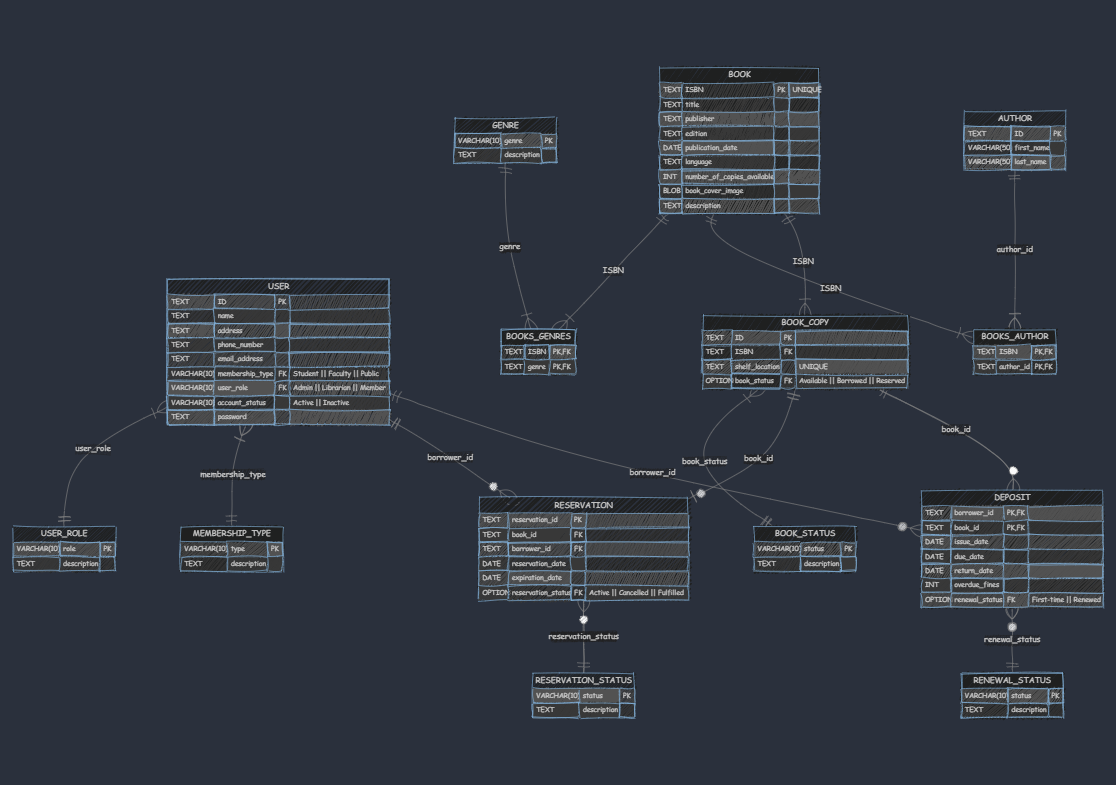 BOOK
TEXT ISBN PK UNIQUE
TEXT title
TEXT publisher
TEXT edition
DATE publication_date
TEXT language
INT number_of_copies_available
BLOB book_cover_image
TEXT description
GENRE
VARCHAR(10) genre PK
TEXT description
AUTHOR
TEXT ID PK
VARCHAR(50 first_name
VARCHAR(50 last_name
genre
ISBN
ISBN
ISBN
author_id
USER
TEXT ID PK
TEXT name
TEXT address
TEXT phone_number
TEXT email_address
VARCHAR(10) membership_type FK Student || Faculty || Public
VARCHAR(10) user_role FK Admin || Librarian || Member
VARCHAR(10) account_status Active || Inactive
TEXT password
BOOKS_GENRES
TEXT ISBN PK,FK
TEXT genre PK,FK
BOOK_COPY
TEXT ID PK
TEXT ISBN FK
TEXT shelf_location UNIQUE
OPTION book_status FK Available || Borrowed || Reserved
BOOKS_AUTHOR
TEXT ISBN PK,FK
TEXT author_id PK,FK
user_role
membership_type
borrower_id
borrower_id
book_status
book_id
book_id
USER_ROLE
VARCHAR(10) role PK
TEXT description
MEMBERSHIP_TYPE
VARCHAR(10) type PK
TEXT description
RESERVATION
TEXT reservation_id PK
TEXT book_id FK
TEXT borrower_id FK
DATE reservation_date
DATE expiration_date
OPTION reservation_status FK Active || Cancelled || Fulfilled
BOOK_STATUS
VARCHAR(10) status PK
TEXT description
DEPOSIT
TEXT borrower_id PK,FK
TEXT book_id PK,FK
DATE issue_date
DATE due_date
DATE return_date
INT overdue_fines
OPTION renewal_status FK First-time || Renewed
reservation_status
renewal_status
RESERVATION_STATUS
VARCHAR(10) status PK
TEXT description
RENEWAL_STATUS
VARCHAR(10) status PK
TEXT description